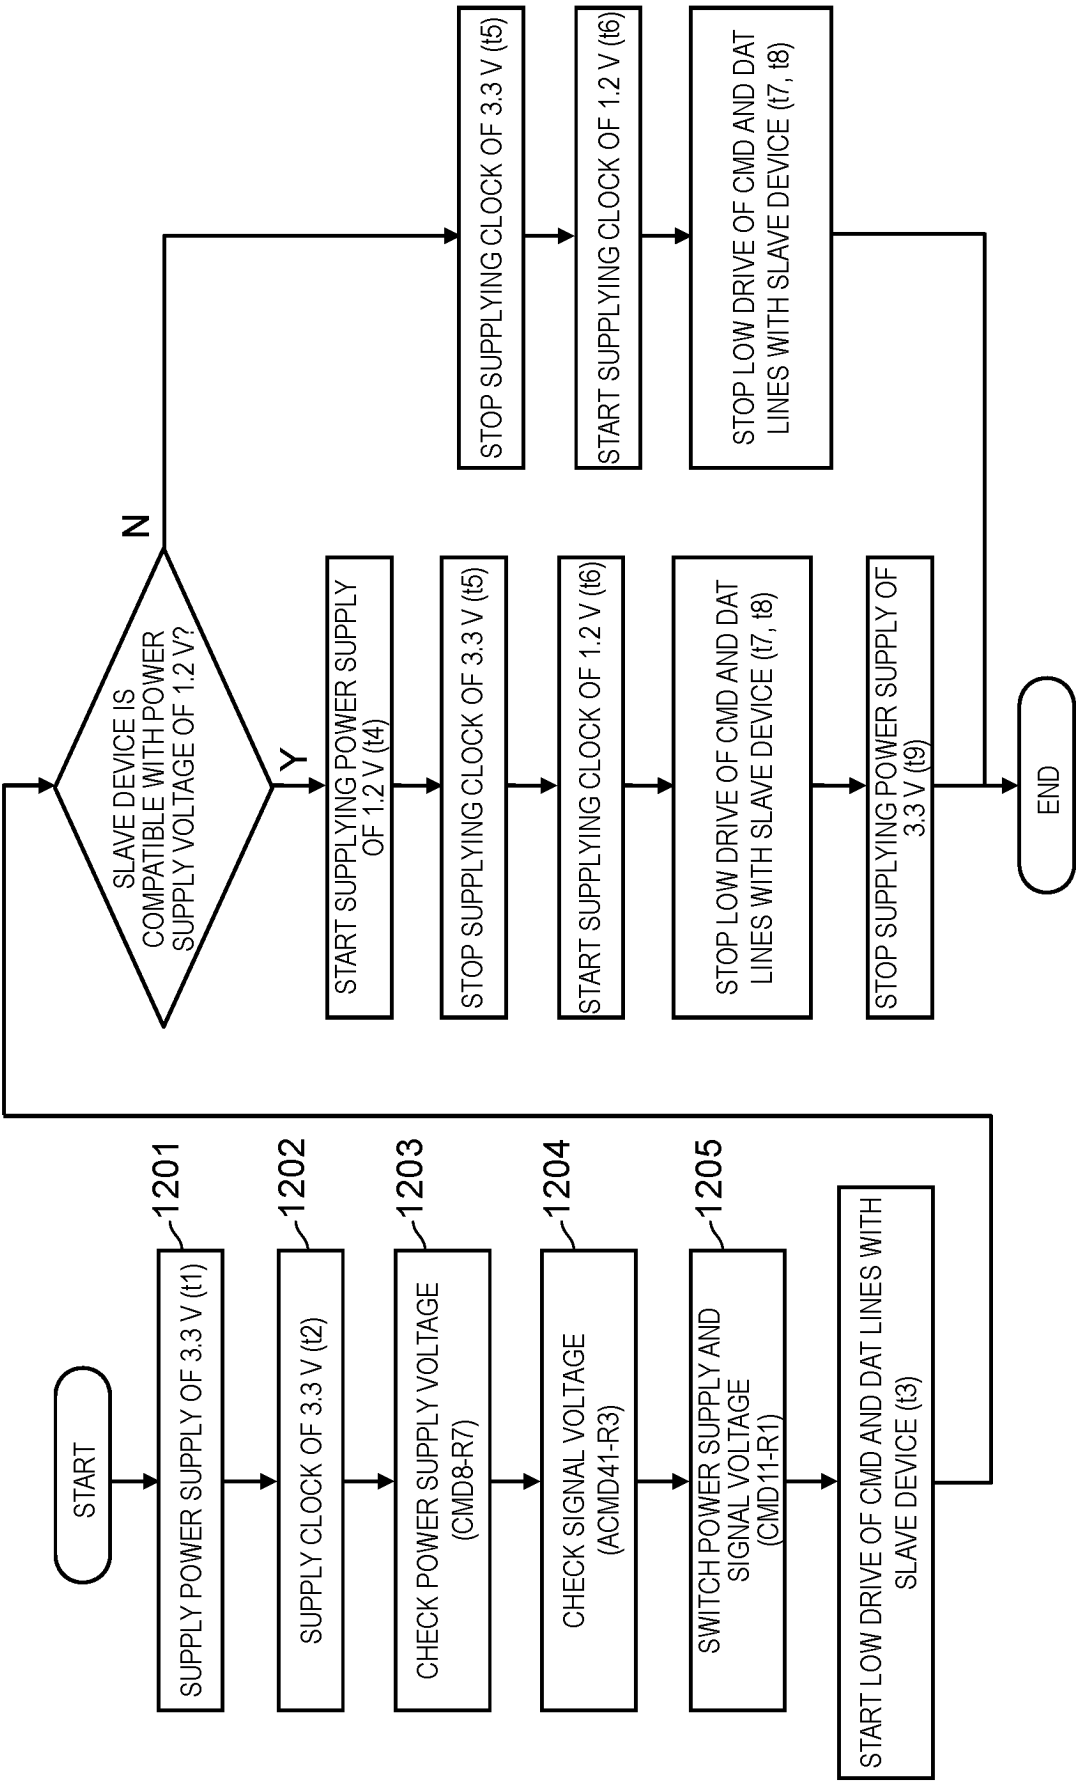 START
SUPPLY POWER SUPPLY OF 3.3 V (t1)
1201
SUPPLY CLOCK OF 3.3 V (t2)
1202
CHECK POWER SUPPLY VOLTAGE
(CMD8-R7)
1203
CHECK SIGNAL VOLTAGE
(ACMD41-R3)
1204
SWITCH POWER SUPPLY AND
SIGNAL VOLTAGE
(CMD11-R1)
1205
START LOW DRIVE OF CMD AND DAT LINES WITH
SLAVE DEVICE (t3)
SLAVE DEVICE IS
COMPATIBLE WITH POWER
SUPPLY VOLTAGE OF 1.2 V?
Y
N
START SUPPLYING POWER SUPPLY
OF 1.2 V (t4)
STOP SUPPLYING CLOCK OF 3.3 V (t5)
START SUPPLYING CLOCK OF 1.2 V (t6)
STOP LOW DRIVE OF CMD AND DAT
LINES WITH SLAVE DEVICE (t7, t8)
STOP SUPPLYING POWER SUPPLY OF
3.3 V (t9)
STOP SUPPLYING CLOCK OF 3.3 V (t5)
START SUPPLYING CLOCK OF 1.2 V (t6)
STOP LOW DRIVE OF CMD AND DAT
LINES WITH SLAVE DEVICE (t7, t8)
END